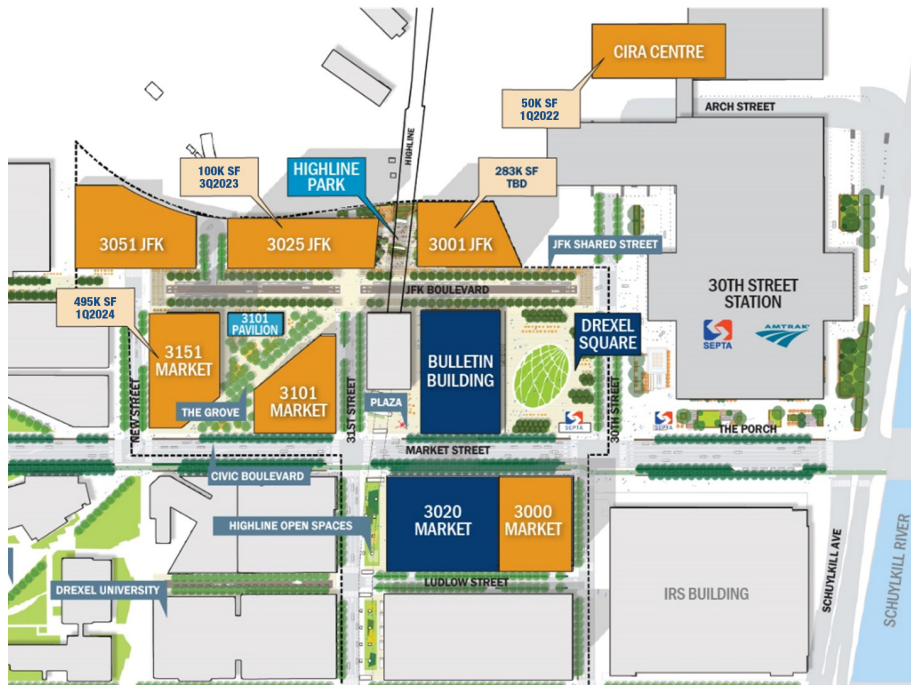 CIRA CENTRE
50K SF
1Q2022
ARCH STREET
HIGHLINE
100K SF
3Q2023
HIGHLINE
PARK
283K SF
TBD
3051 JFK
3025 JFK
3001 JFK
JFK SHARED STREET
JFK BOULEVARD
30TH STREET
STATION
SEPTA
AMTRAK
495K SF
1Q2024
3101
PAVILION
DREXEL
SQUARE
3151
MARKET
BULLETIN
BUILDING
3101
MARKET
THE GROVE
PLAZA
NEW STREET
31ST STREET
30TH STREET
SEPTA
SEPTA
THE PORCH
MARKET STREET
CIVIC BOULEVARD
3020
MARKET
3000
MARKET
HIGHLINE OPEN SPACES
LUDLOW STREET
DREXEL UNIVERSITY
IRS BUILDING
SCHUYLKILL AVE
SCHUYLKILL RIVER